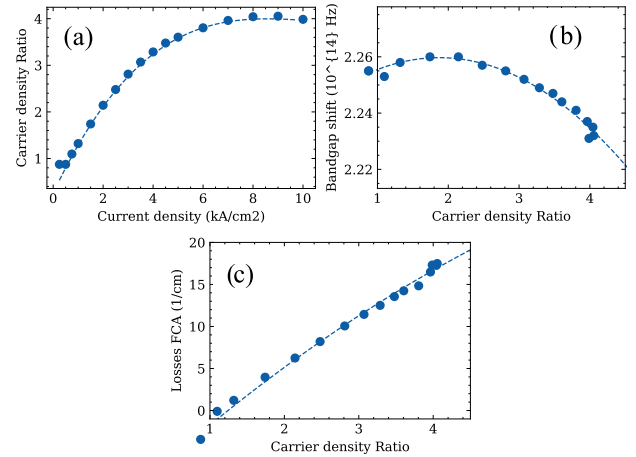 (a)
Carrier density Ratio
4
3
2
1
0 2 4 6 8 10
Current density (kA/cm2)
(b)
Bandgap shift (10^{14} Hz)
2.26
2.24
2.22
1 2 3 4
Carrier density Ratio
(c)
Losses FCA (1/cm)
20
15
10
5
0
1 2 3 4
Carrier density Ratio